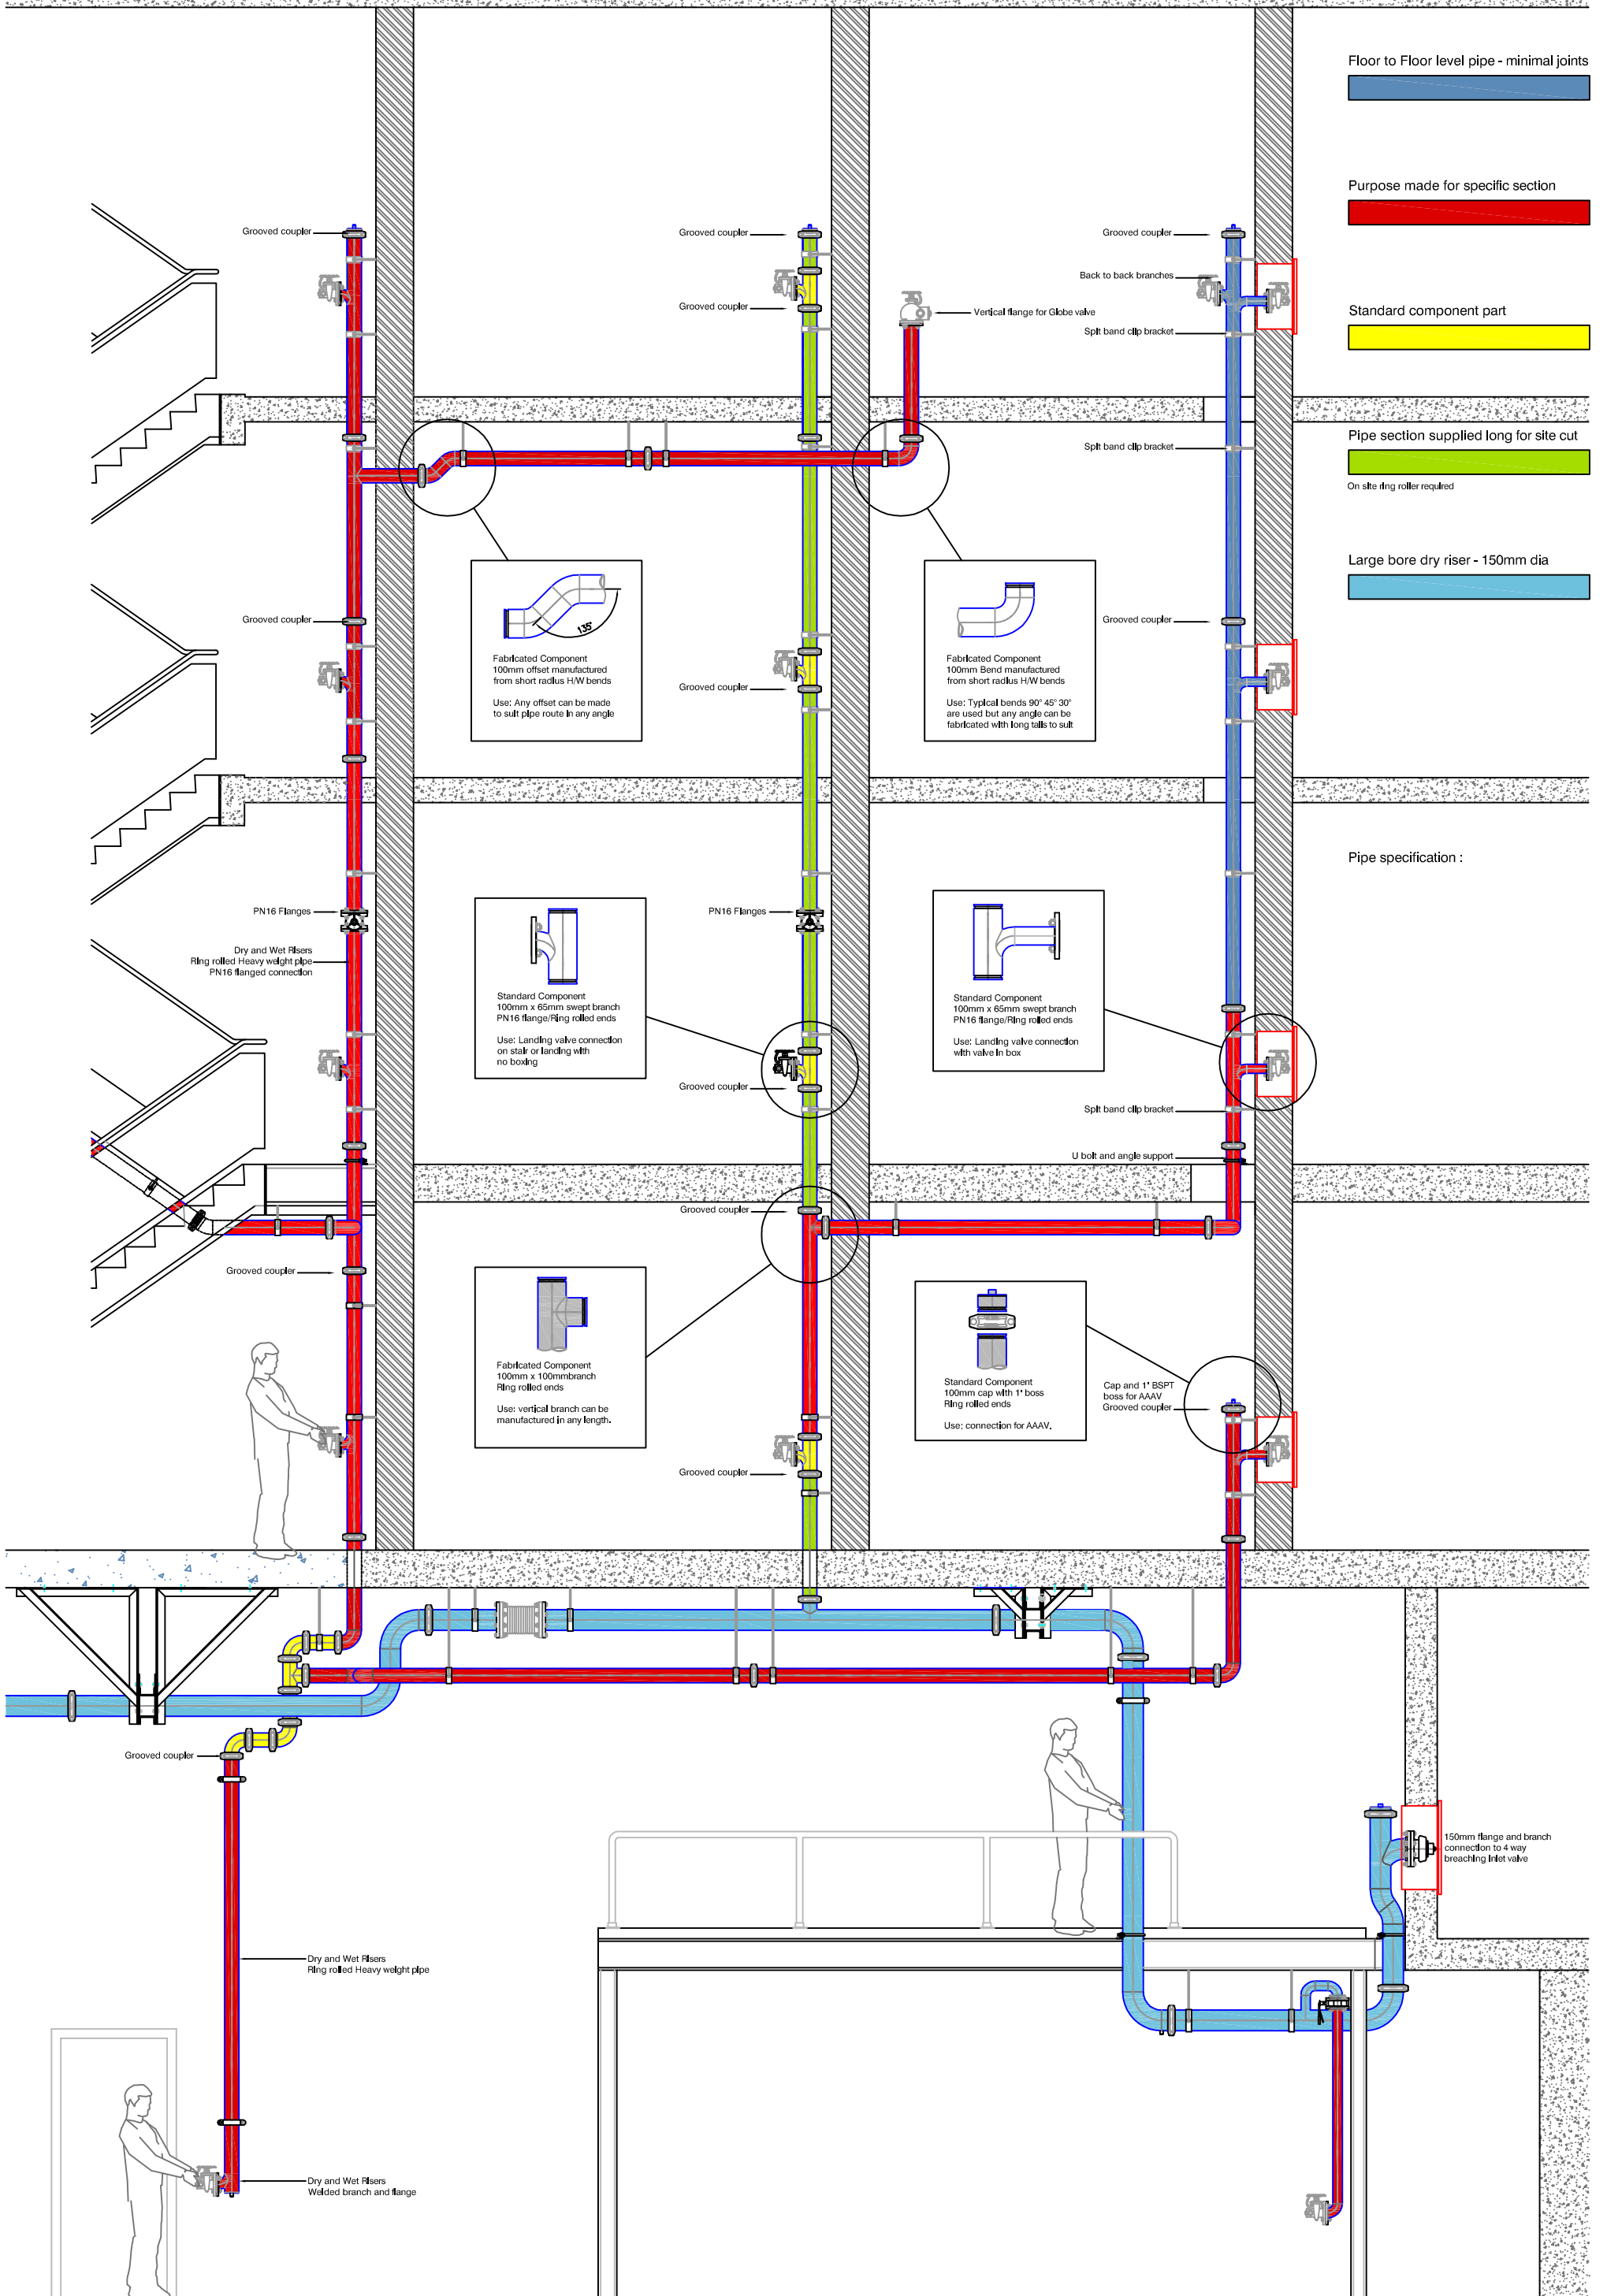 Floor to Floor level pipe - minimal joints
Purpose made for specific section
Standard component part
Pipe section supplied long for site cut
On site ring roller required
Large bore dry riser - 150mm dia
Pipe specification :
Grooved coupler
Grooved coupler
Grooved coupler
Back to back branches
Grooved coupler
Vertical flange for Globe valve
Split band clip bracket
Split band clip bracket
135°
Fabricated Component
100mm offset manufactured
from short radius H/W bends
Use: Any offset can be made
to suit pipe route in any angle
Fabricated Component
100mm Bend manufactured
from short radius H/W bends
Use: Typical bends 90° 45° 30°
are used but any angle can be
fabricated with long tails to suit
Grooved coupler
Grooved coupler
Grooved coupler
PN16 Flanges
PN16 Flanges
Dry and Wet Risers
Ring rolled Heavy weight pipe
PN16 flanged connection
Standard Component
100mm x 65mm swept branch
PN16 flange/Ring rolled ends
Use: Landing valve connection
on stair or landing with
no boxing
Standard Component
100mm x 65mm swept branch
PN16 flange/Ring rolled ends
Use: Landing valve connection
with valve in box
Grooved coupler
Split band clip bracket
U bolt and angle support
Grooved coupler
Grooved coupler
Fabricated Component
100mm x 100mmbranch
Ring rolled ends
Use: vertical branch can be
manufactured in any length.
Standard Component
100mm cap with 1" boss
Ring rolled ends
Use: connection for AAAV.
Cap and 1" BSPT
boss for AAAV
Grooved coupler
Grooved coupler
Grooved coupler
150mm flange and branch
connection to 4 way
breaching inlet valve
Dry and Wet Risers
Ring rolled Heavy weight pipe
Dry and Wet Risers
Welded branch and flange